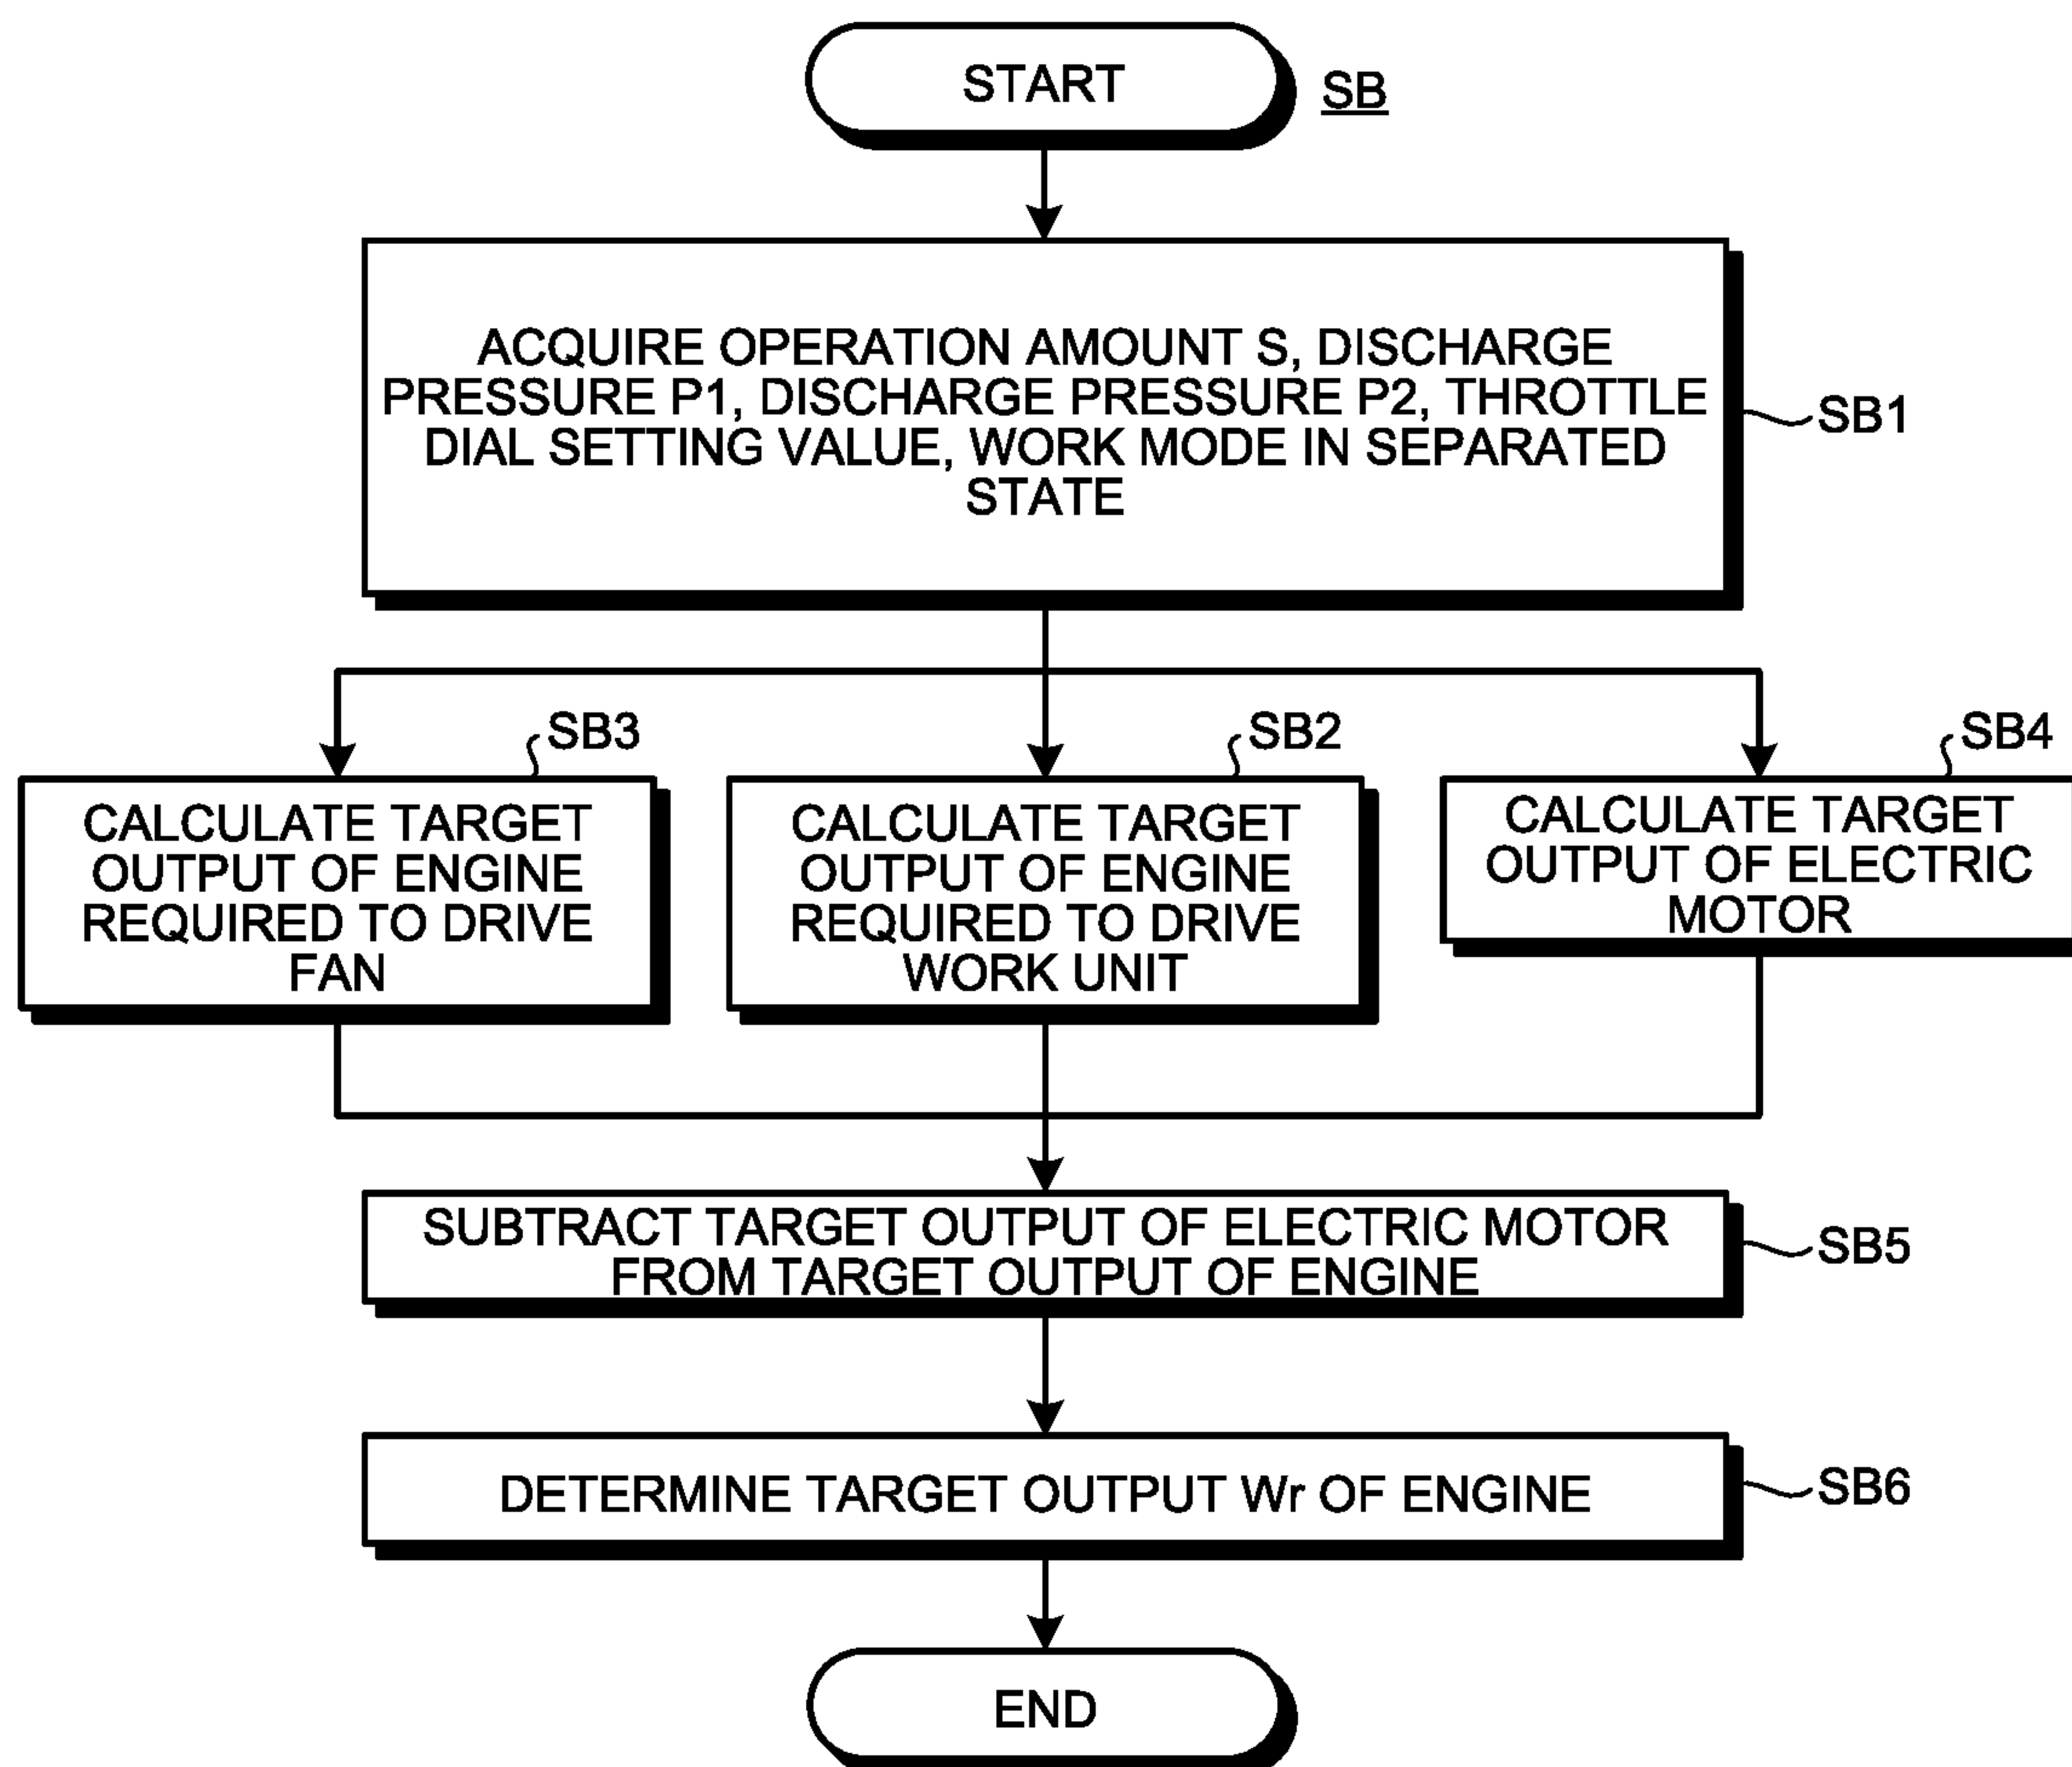 START
SB
ACQUIRE OPERATION AMOUNT S, DISCHARGE
PRESSURE P1, DISCHARGE PRESSURE P2, THROTTLE
DIAL SETTING VALUE, WORK MODE IN SEPARATED
STATE
SB1
SB3
CALCULATE TARGET
OUTPUT OF ENGINE
REQUIRED TO DRIVE
FAN
SB2
CALCULATE TARGET
OUTPUT OF ENGINE
REQUIRED TO DRIVE
WORK UNIT
SB4
CALCULATE TARGET
OUTPUT OF ELECTRIC
MOTOR
SUBTRACT TARGET OUTPUT OF ELECTRIC MOTOR
FROM TARGET OUTPUT OF ENGINE
SB5
DETERMINE TARGET OUTPUT Wr OF ENGINE
SB6
END